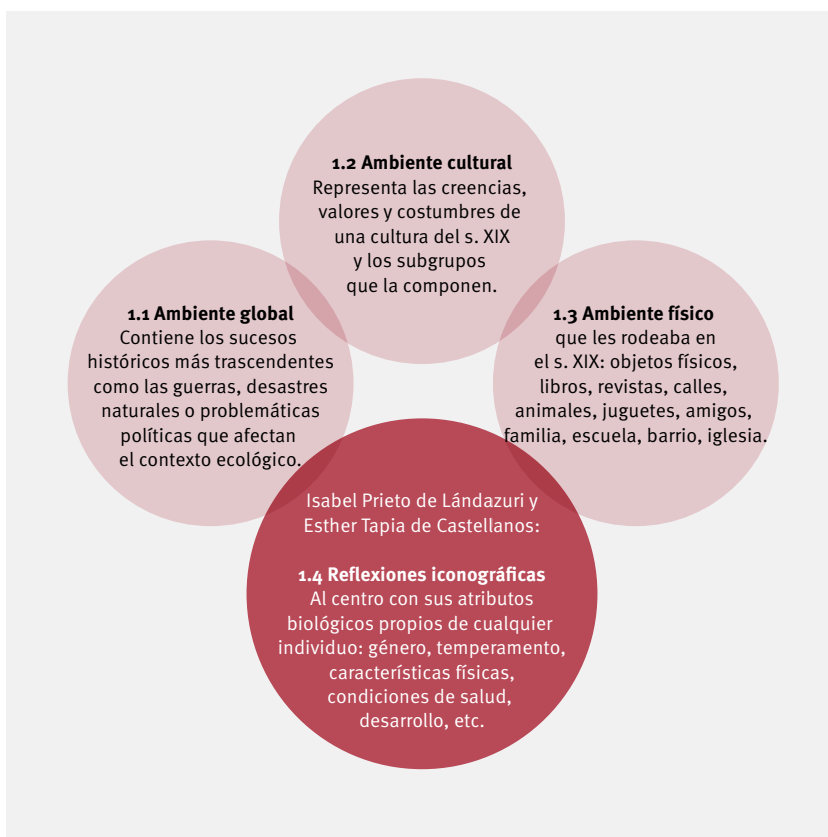 1.2 Ambiente cultural
Representa las creencias,
valores y costumbres de
una cultura del s. XIX
y los subgrupos
que la componen.
1.1 Ambiente global
Contiene los sucesos
históricos más trascendentes
como las guerras, desastres
naturales o problemáticas
políticas que afectan
el contexto ecológico.
1.3 Ambiente físico
que les rodeaba en
el s. XIX: objetos físicos,
libros, revistas, calles,
animales, juguetes, amigos,
familia, escuela, barrio, iglesia.
Isabel Prieto de Lándazuri y
Esther Tapia de Castellanos:
1.4 Reflexiones iconográficas
Al centro con sus atributos
biológicos propios de cualquier
individuo: género, temperamento,
características físicas,
condiciones de salud,
desarrollo, etc.